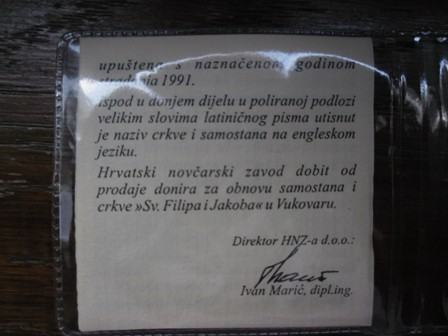 upuštena s naznačenom godinom
stradanja 1991.
Ispod u donjem dijelu u poliranoj podlozi
velikim slovima latiničnog pisma utisnut
je naziv crkve i samostana na engleskom
jeziku.
Hrvatski novčarski zavod dobit od
prodaje donira za obnovu samostana i
crkve »Sv. Filipa i Jakoba« u Vukovaru.
Direktor HNZ-a d.o.o.:
Ivan Marić, dipl.ing.